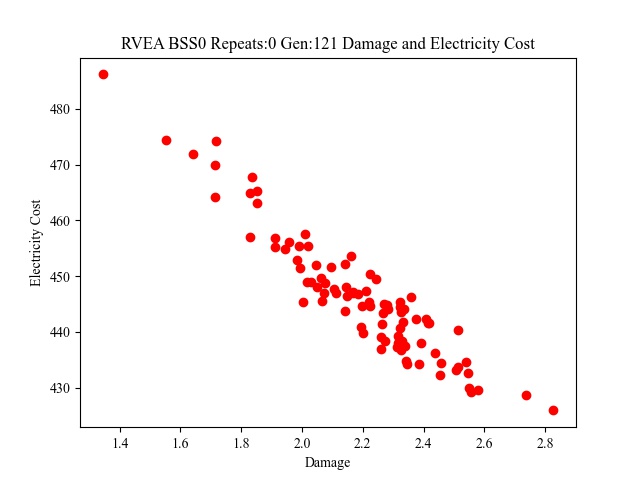 RVEA BSS0 Repeats:0 Gen:121 Damage and Electricity Cost
480
470
460
450
440
430
Electricity Cost
1.4 1.6 1.8 2.0 2.2 2.4 2.6 2.8
Damage